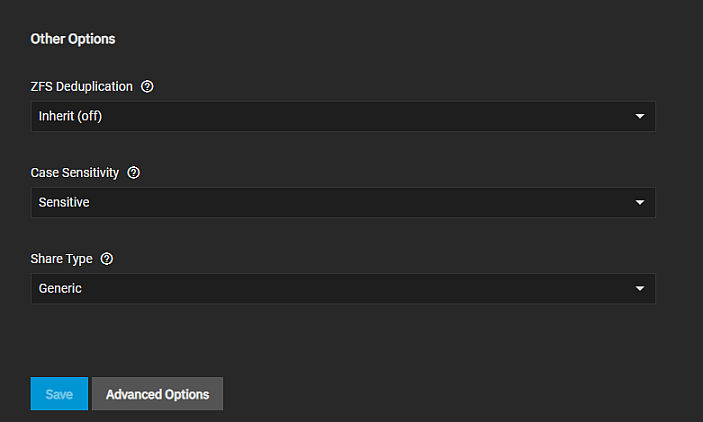 Other Options
ZFS Deduplication
Inherit (off)
Case Sensitivity
Sensitive
Share Type
Generic
Save Advanced Options